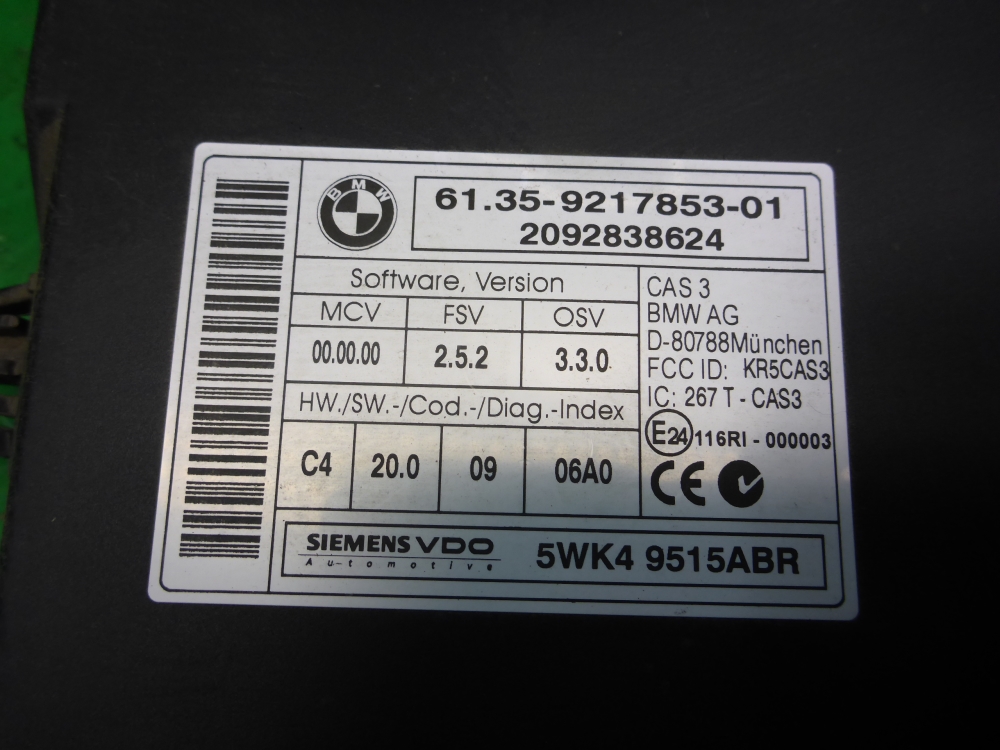 BMW
61.35-9217853-01
2092838624
Software, Version
MCV FSV OSV
00.00.00 2.5.2 3.3.0
HW./SW.-/Cod.-/Diag.-Index
C4 20.0 09 06A0
CAS 3
BMW AG
D-80788München
FCC ID: KR5CAS3
IC: 267 T - CAS3
E24 116RI - 000003
CE
SIEMENS VDO
Automotive
5WK4 9515ABR